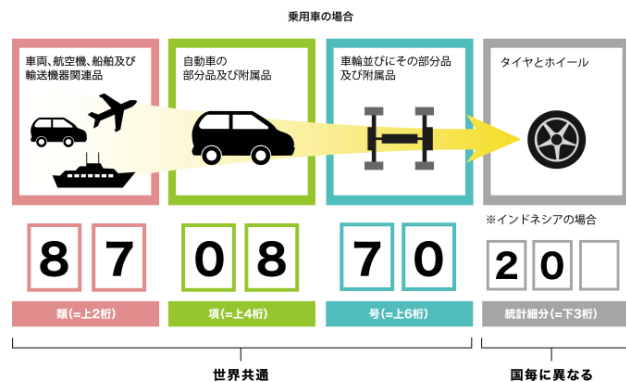 乗用車の場合
車両、航空機、船舶及び
輸送機器関連品
自動車の
部分品及び附属品
車輪並びにその部分品
及び附属品
タイヤとホイール
※インドネシアの場合
8 7
0 8
7 0
2 0
類(=上2桁)
項(=上4桁)
号(=上6桁)
統計細分(=下3桁)
世界共通
国毎に異なる